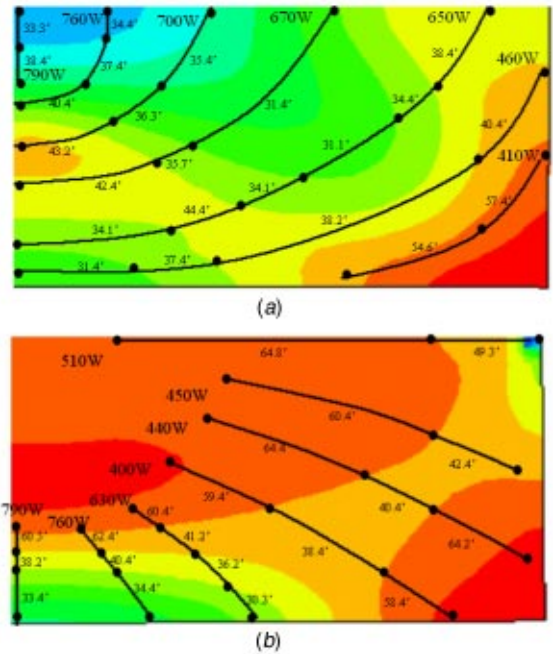 760W 700W 670W 650W
33.3' 34.4'
38.4' 37.4' 35.4' 38.4' 460W
790W
40.4' 36.3' 31.4' 34.4' 40.4'
43.2' 35.7' 31.1' 410W
42.4' 44.4' 34.1' 38.2' 57.4'
34.1'
31.4' 37.4' 54.6'
(a)
510W 64.8' 49.3'
450W 60.4'
440W 64.4' 42.4'
400W 59.4' 40.4'
790W 760W 630W 60.4' 64.2'
60.3' 62.4' 41.2' 38.4'
38.2' 40.4' 36.2'
33.4' 34.4' 30.3' 58.4'
(b)